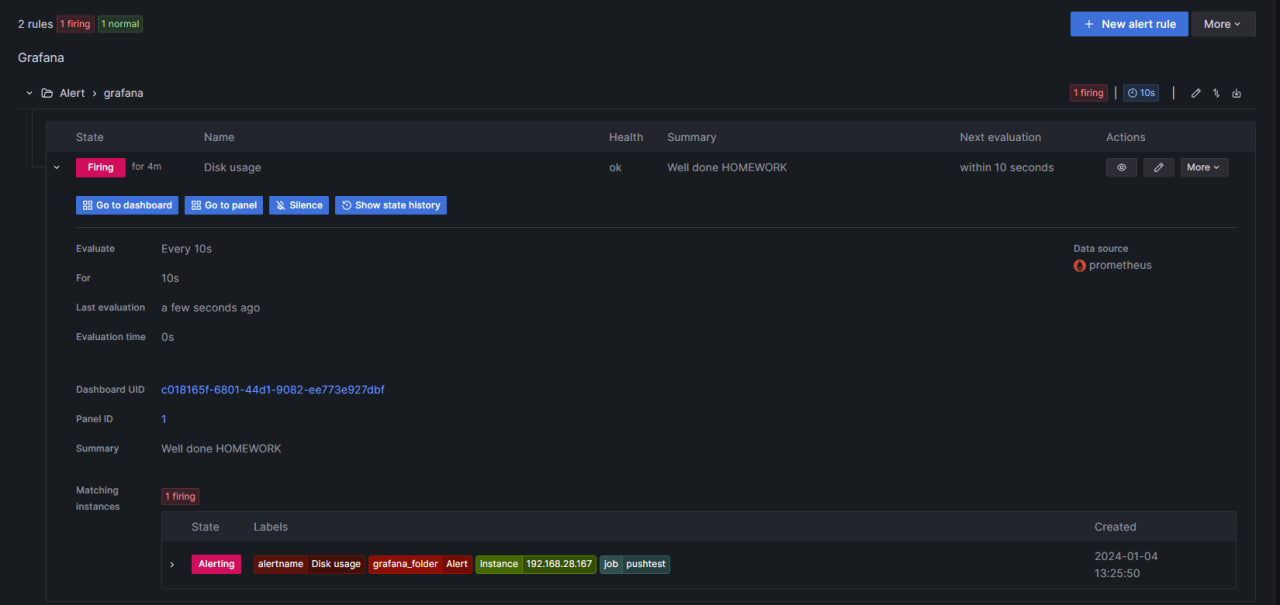 2 rules 1 firing 1 normal
+ New alert rule More
Grafana
Alert > grafana
1 firing | 10s |
State Name Health Summary Next evaluation Actions
Firing for 4m Disk usage ok Well done HOMEWORK within 10 seconds More
Go to dashboard Go to panel Silence Show state history
Evaluate Every 10s
Data source
prometheus
For 10s
Last evaluation a few seconds ago
Evaluation time 0s
Dashboard UID c018165f-6801-44d1-9082-ee773e927dbf
Panel ID 1
Summary Well done HOMEWORK
Matching instances 1 firing
State Labels Created
Alerting alertname Disk usage grafana_folder Alert instance 192.168.28.167 job pushtest 2024-01-04
13:25:50